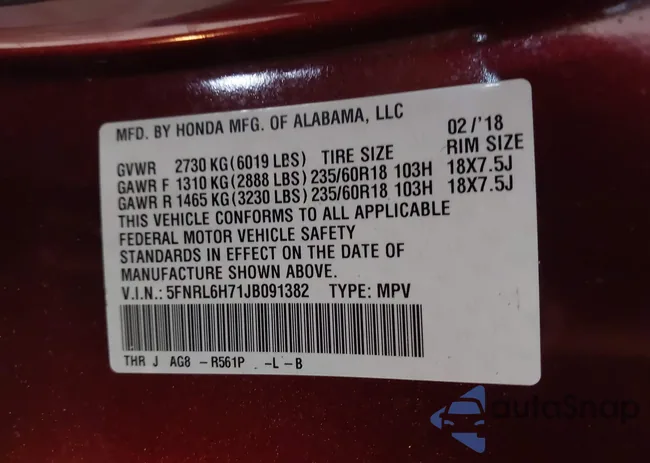 MFD. BY HONDA MFG. OF ALABAMA, LLC 02/'18
GVWR 2730 KG(6019 LBS) TIRE SIZE RIM SIZE
GAWR F 1310 KG(2888 LBS) 235/60R18 103H 18X7.5J
GAWR R 1465 KG(3230 LBS) 235/60R18 103H 18X7.5J
THIS VEHICLE CONFORMS TO ALL APPLICABLE
FEDERAL MOTOR VEHICLE SAFETY
STANDARDS IN EFFECT ON THE DATE OF
MANUFACTURE SHOWN ABOVE.
V.I.N.: 5FNRL6H71JB091382 TYPE: MPV
THR J AG8 -R561P -L-B
autoSnap